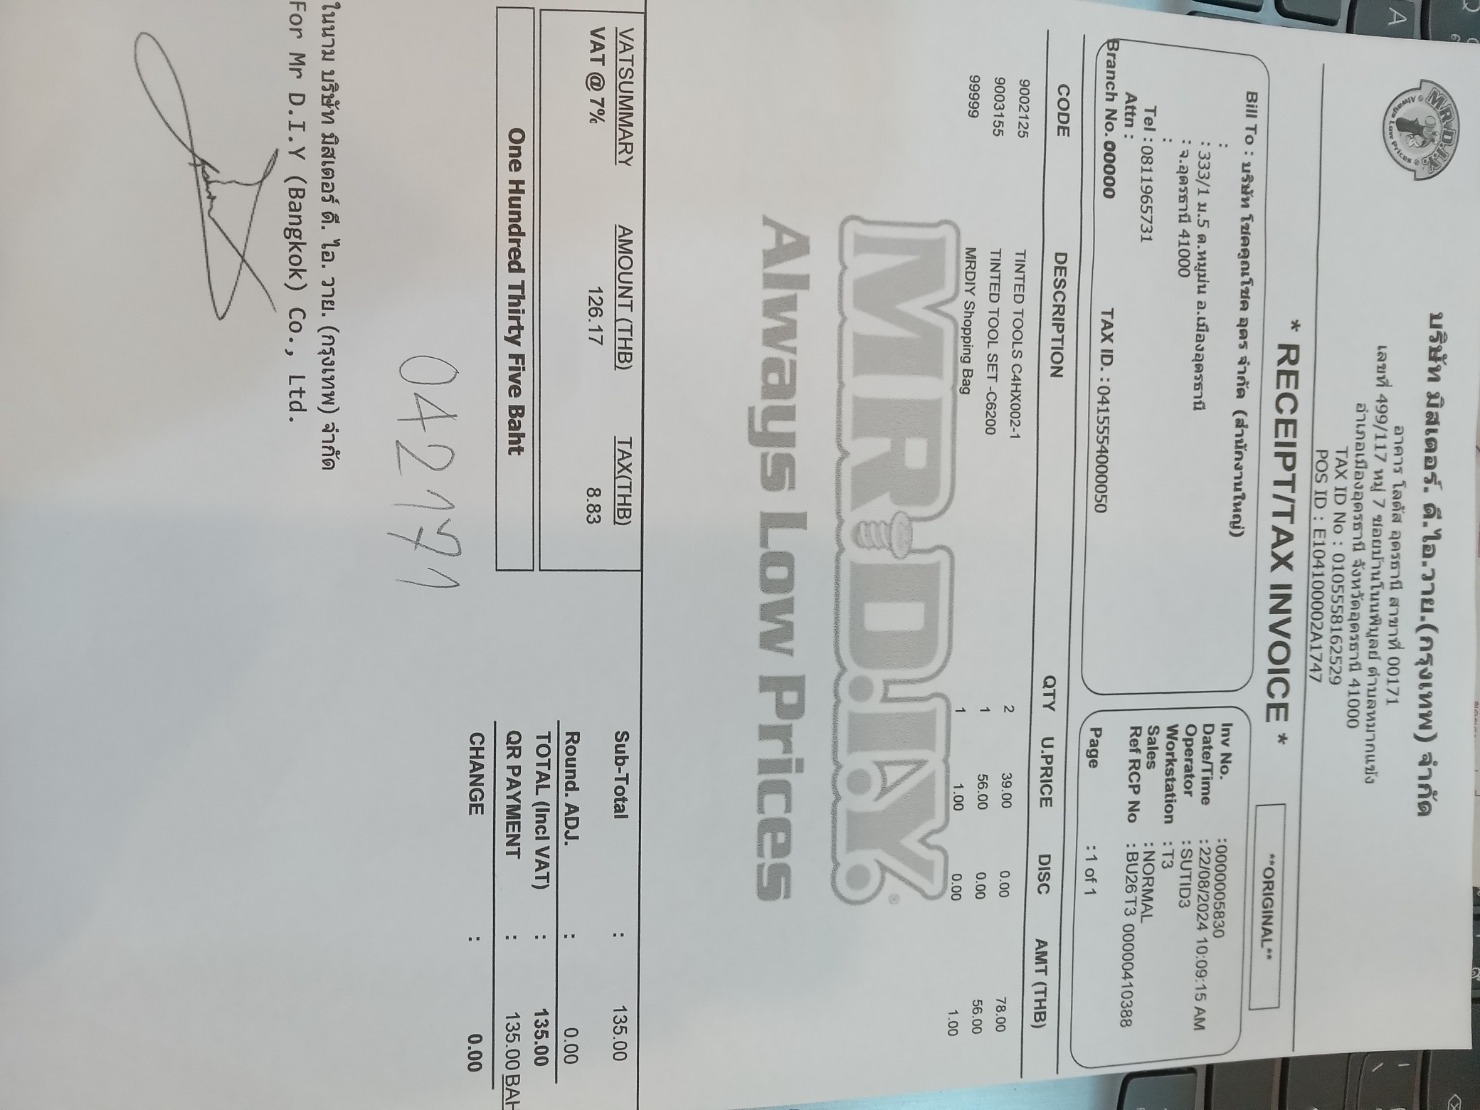 MR.D.I.Y.
Always Low Prices
บริษัท มิสเตอร์. ดี.ไอ.วาย.(กรุงเทพ) จำกัด
อาคาร โลตัส อุดรธานี สาขาที่ 00171
เลขที่ 499/117 หมู่ 7 ซอยบ้านโนนพิบูลย์ ตำบลหมากแข้ง
อำเภอเมืองอุดรธานี จังหวัดอุดรธานี 41000
TAX ID No : 0105558162529
POS ID : E104100002A1747
* RECEIPT/TAX INVOICE *
**ORIGINAL**
Bill To : บริษัท โชคคูณโชค อุดร จำกัด (สำนักงานใหญ่)
:
: 333/1 ม.5 ต.หมูม่น อ.เมืองอุดรธานี
: จ.อุดรธานี 41000
:
Tel : 0811965731
Attn :
Branch No. 00000 TAX ID. : 0415554000050
Inv No. :0000005830
Date/Time :22/08/2024 10:09:15 AM
Operator :SUTID3
Workstation :T3
Sales :NORMAL
Ref RCP No :BU26 T3 00000410388
Page :1 of 1
CODE DESCRIPTION QTY U.PRICE DISC AMT (THB)
9002125 TINTED TOOLS C4HX002-1 2 39.00 0.00 78.00
9003155 TINTED TOOL SET -C6200 1 56.00 0.00 56.00
99999 MRDIY Shopping Bag 1 1.00 0.00 1.00
MR.D.I.Y.®
Always Low Prices
VATSUMMARY AMOUNT (THB) TAX(THB)
VAT @ 7% 126.17 8.83
One Hundred Thirty Five Baht
Sub-Total : 135.00
Round. ADJ. : 0.00
TOTAL (Incl VAT) : 135.00
QR PAYMENT : 135.00 BAH
CHANGE : 0.00
042171
ในนาม บริษัท มิสเตอร์ ดี. ไอ. วาย. (กรุงเทพ) จำกัด
For Mr D.I.Y (Bangkok) Co., Ltd.